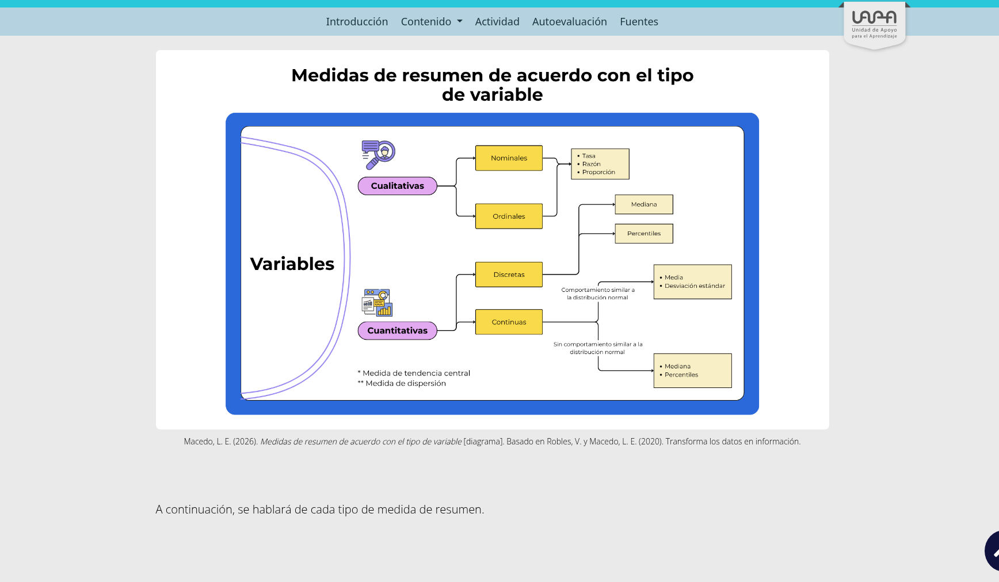 Introducción Contenido Actividad Autoevaluación Fuentes
UAPA
Unidad de Apoyo
para el Aprendizaje
Medidas de resumen de acuerdo con el tipo
de variable
Variables
Cualitativas
Nominales
• Tasa
• Razón
• Proporción
Ordinales
Mediana
Percentiles
Cuantitativas
Discretas
Continuas
Comportamiento similar a
la distribución normal
• Media
• Desviación estándar
Sin comportamiento similar a la
distribución normal
• Mediana
• Percentiles
* Medida de tendencia central
** Medida de dispersión
Macedo, L. E. (2026). Medidas de resumen de acuerdo con el tipo de variable [diagrama]. Basado en Robles, V. y Macedo, L. E. (2020). Transforma los datos en información.
A continuación, se hablará de cada tipo de medida de resumen.